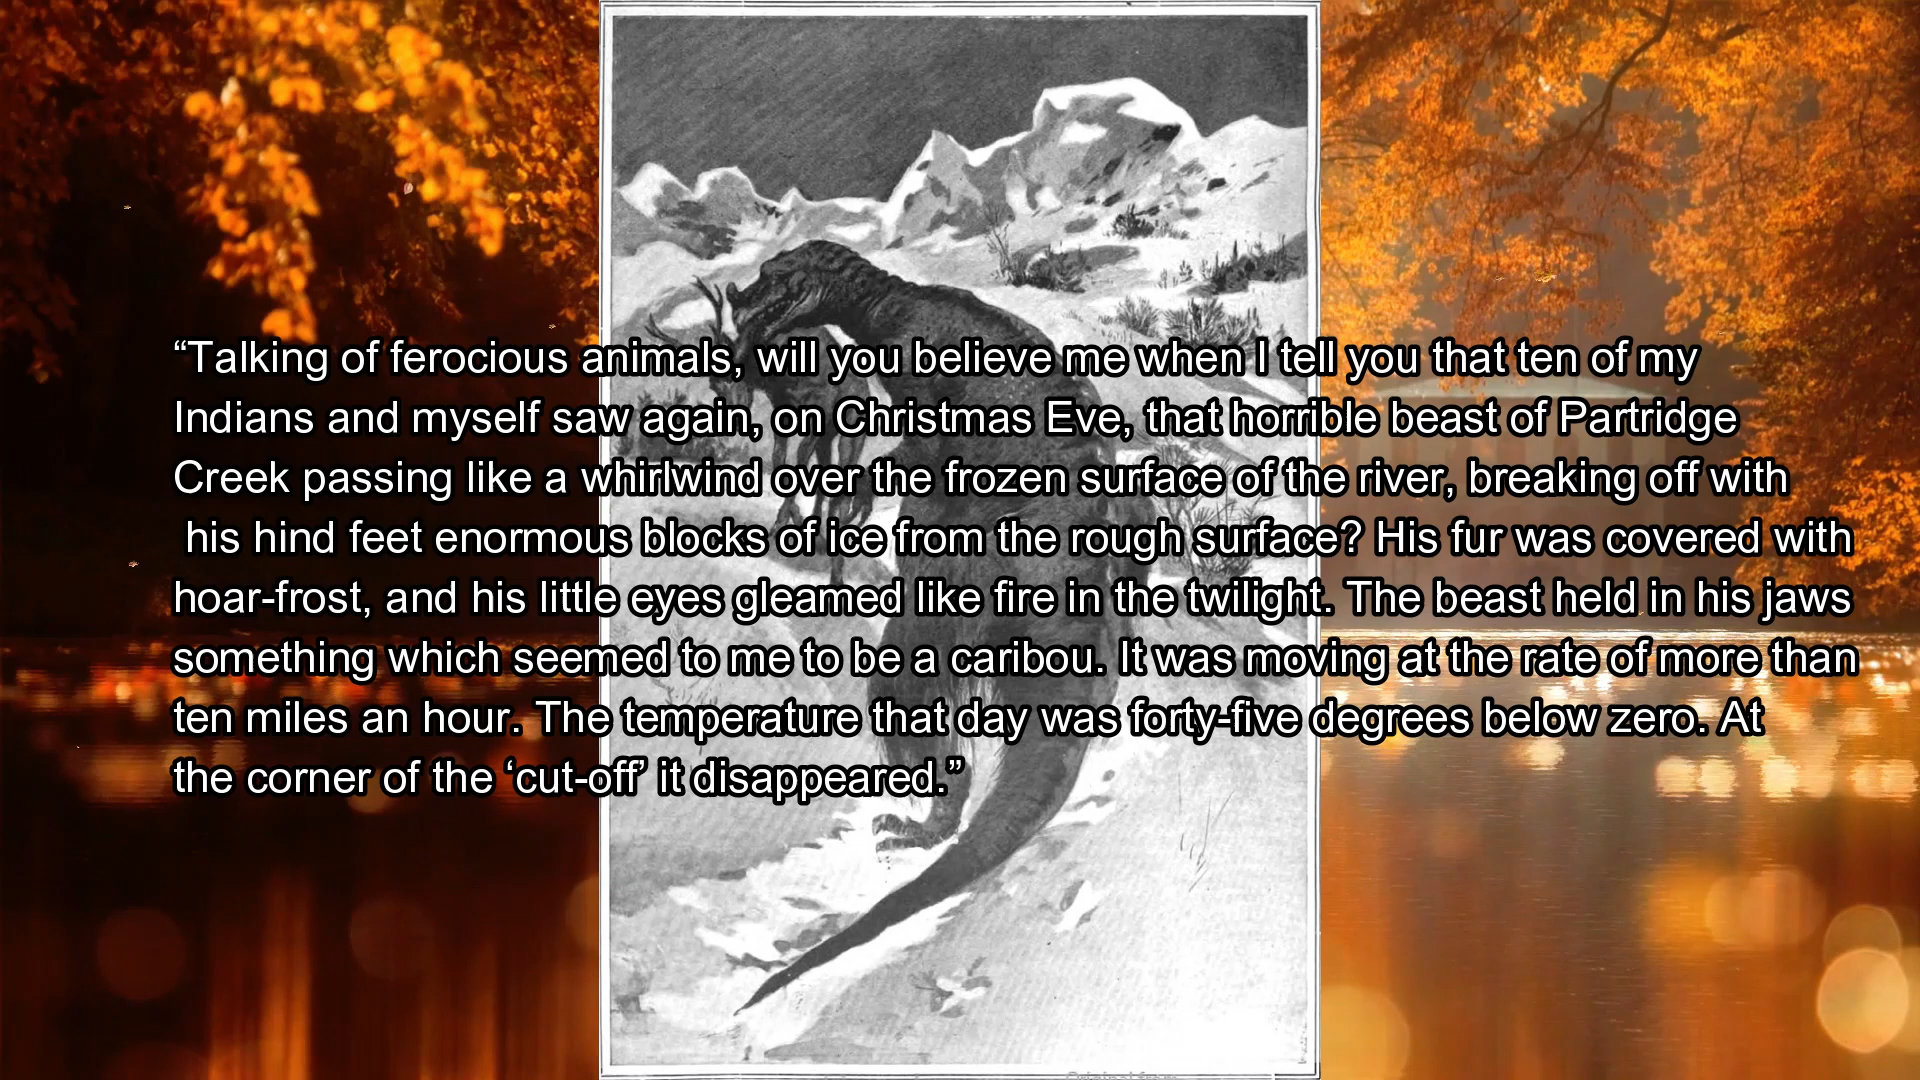 “Talking of ferocious animals, will you believe me when I tell you that ten of my
Indians and myself saw again, on Christmas Eve, that horrible beast of Partridge
Creek passing like a whirlwind over the frozen surface of the river, breaking off with
his hind feet enormous blocks of ice from the rough surface? His fur was covered with
hoar-frost, and his little eyes gleamed like fire in the twilight. The beast held in his jaws
something which seemed to me to be a caribou. It was moving at the rate of more than
ten miles an hour. The temperature that day was forty-five degrees below zero. At
the corner of the ‘cut-off’ it disappeared.”